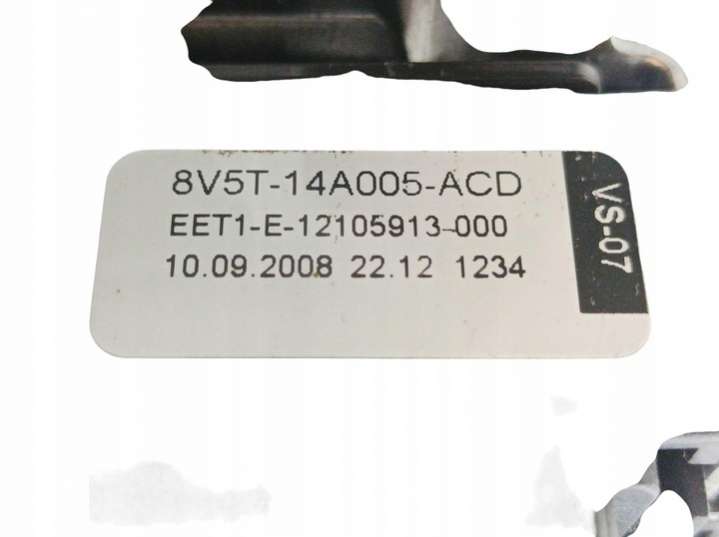 8V5T-14A005-ACD
EET1-E-12105913-000
10.09.2008 22.12 1234
VS-07